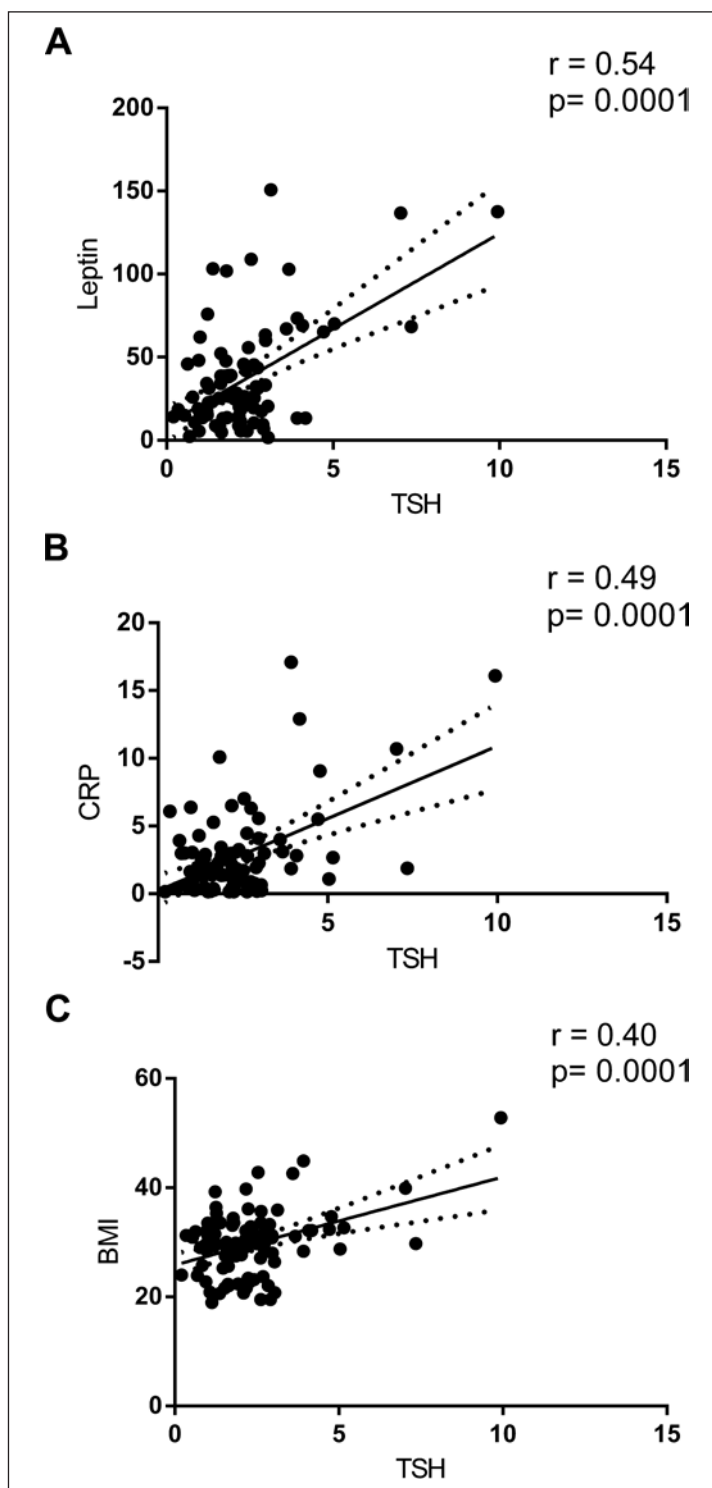 A
r = 0.54
p= 0.0001
200
150
100
50
0
Leptin
0 5 10 15
TSH
B
r = 0.49
p= 0.0001
20
15
10
5
0
-5
CRP
5 10 15
TSH
C
r = 0.40
p= 0.0001
60
40
20
0
BMI
0 5 10 15
TSH